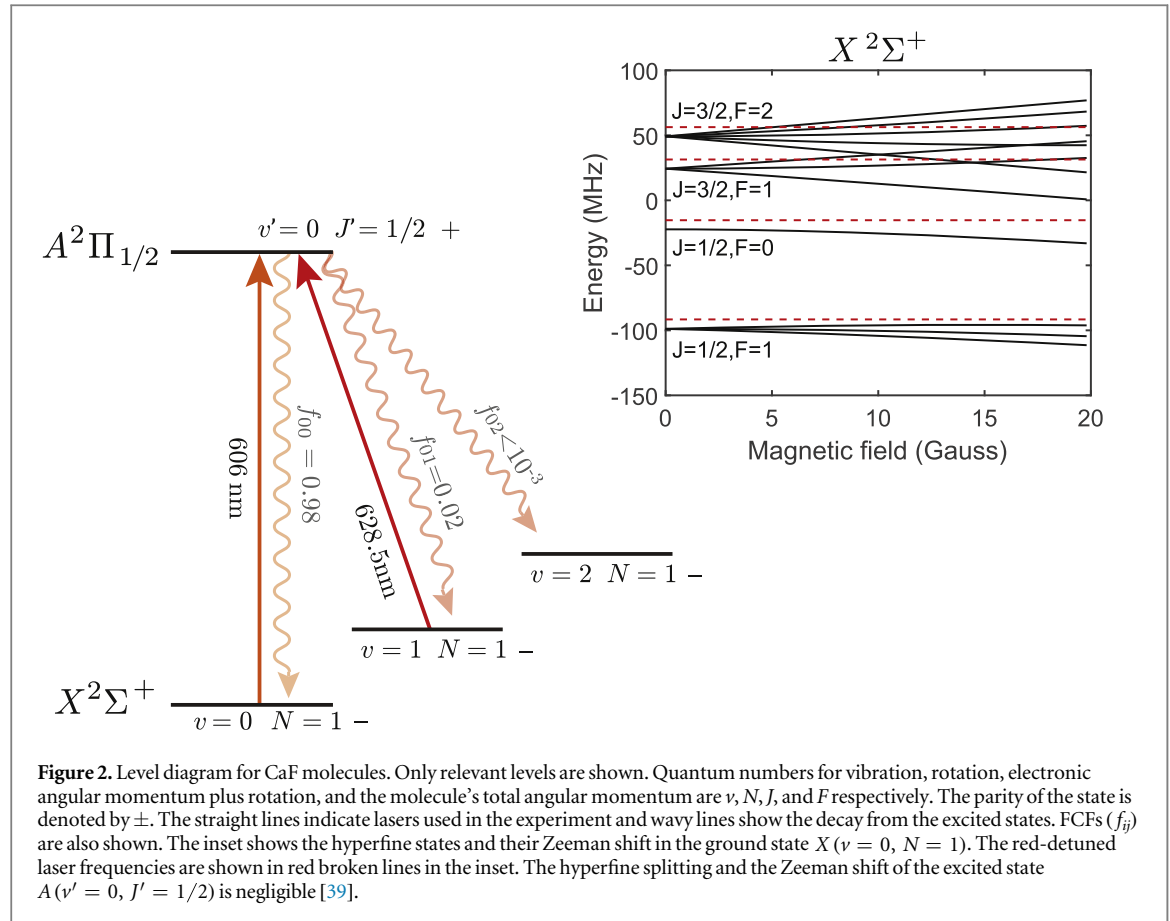 X ²Σ⁺
100
50
0
-50
-100
-150
Energy (MHz)
J=3/2,F=2
J=3/2,F=1
J=1/2,F=0
J=1/2,F=1
0 5 10 15 20
Magnetic field (Gauss)
A²Π₁/₂
v'= 0 J'= 1/2 +
606 nm
f₀₀ = 0.98
628.5nm
f₀₁=0.02
f₀₂<10⁻³
v = 2 N = 1 −
v = 1 N = 1 −
X²Σ⁺
v = 0 N = 1 −
Figure 2. Level diagram for CaF molecules. Only relevant levels are shown. Quantum numbers for vibration, rotation, electronic
angular momentum plus rotation, and the molecule's total angular momentum are v, N, J, and F respectively. The parity of the state is
denoted by ±. The straight lines indicate lasers used in the experiment and wavy lines show the decay from the excited states. FCFs (fᵢⱼ)
are also shown. The inset shows the hyperfine states and their Zeeman shift in the ground state X (v = 0, N = 1). The red-detuned
laser frequencies are shown in red broken lines in the inset. The hyperfine splitting and the Zeeman shift of the excited state
A (v′ = 0, J′ = 1/2) is negligible [39].